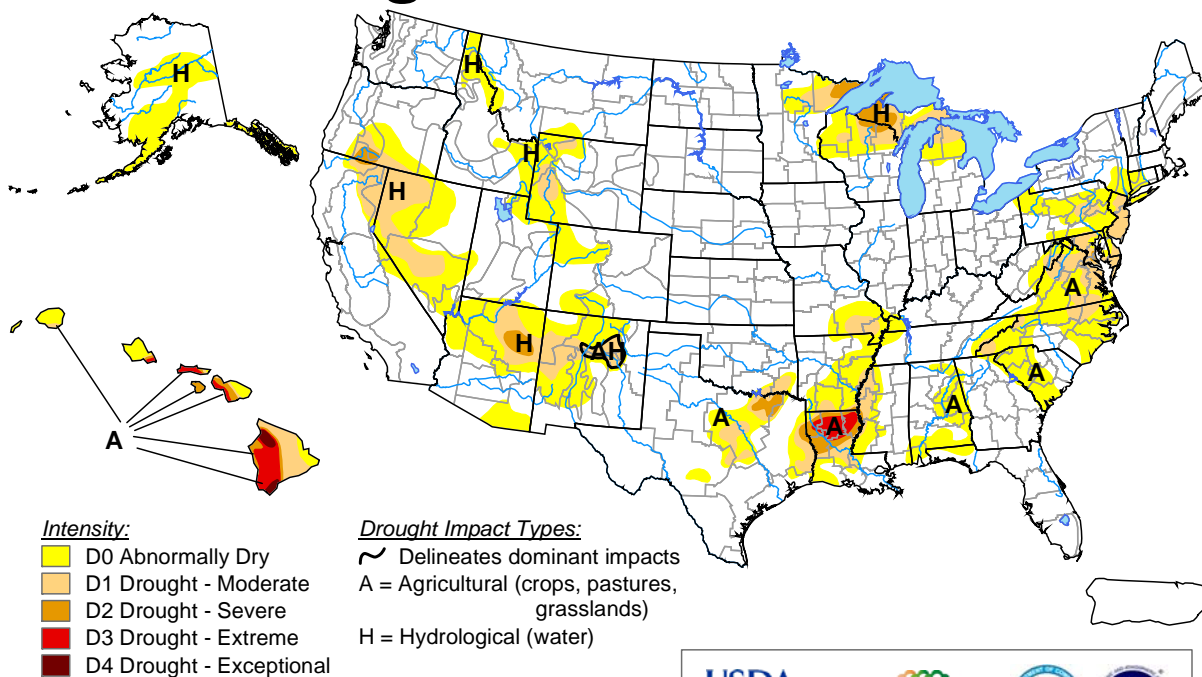 H
H
H
H
H
A
H
AH
A
A
A
A
A
A
Intensity:
D0 Abnormally Dry
D1 Drought - Moderate
D2 Drought - Severe
D3 Drought - Extreme
D4 Drought - Exceptional
Drought Impact Types:
Delineates dominant impacts
A = Agricultural (crops, pastures,
grasslands)
H = Hydrological (water)
USDA